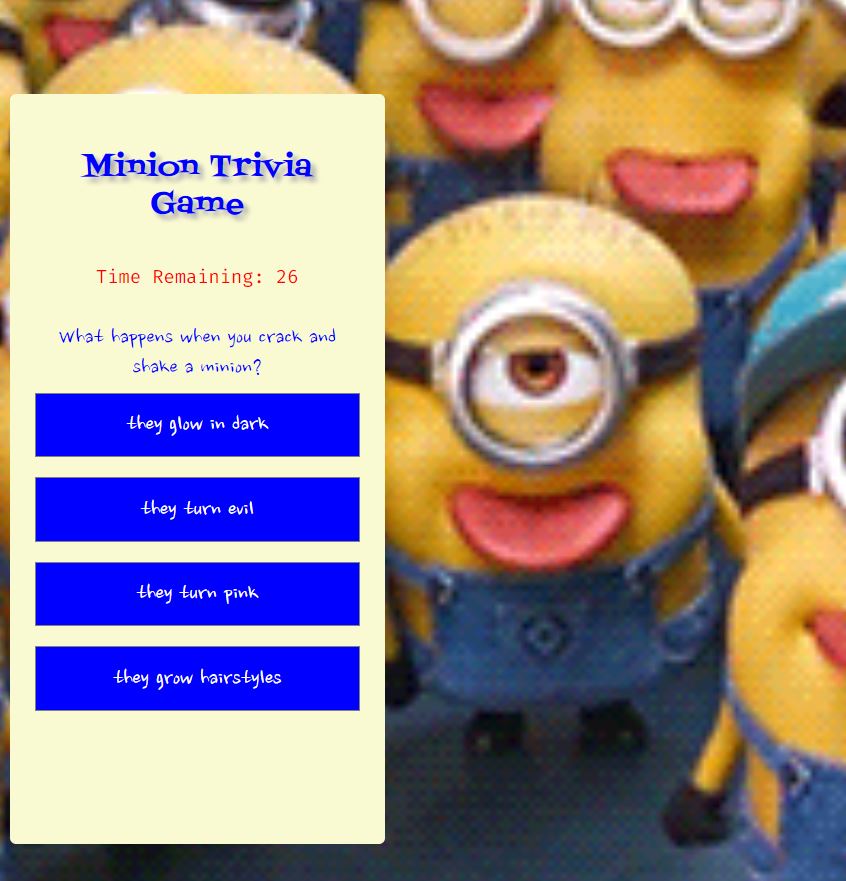 Minion Trivia
Game
Time Remaining: 26
What happens when you crack and
shake a minion?
they glow in dark
they turn evil
they turn pink
they grow hairstyles